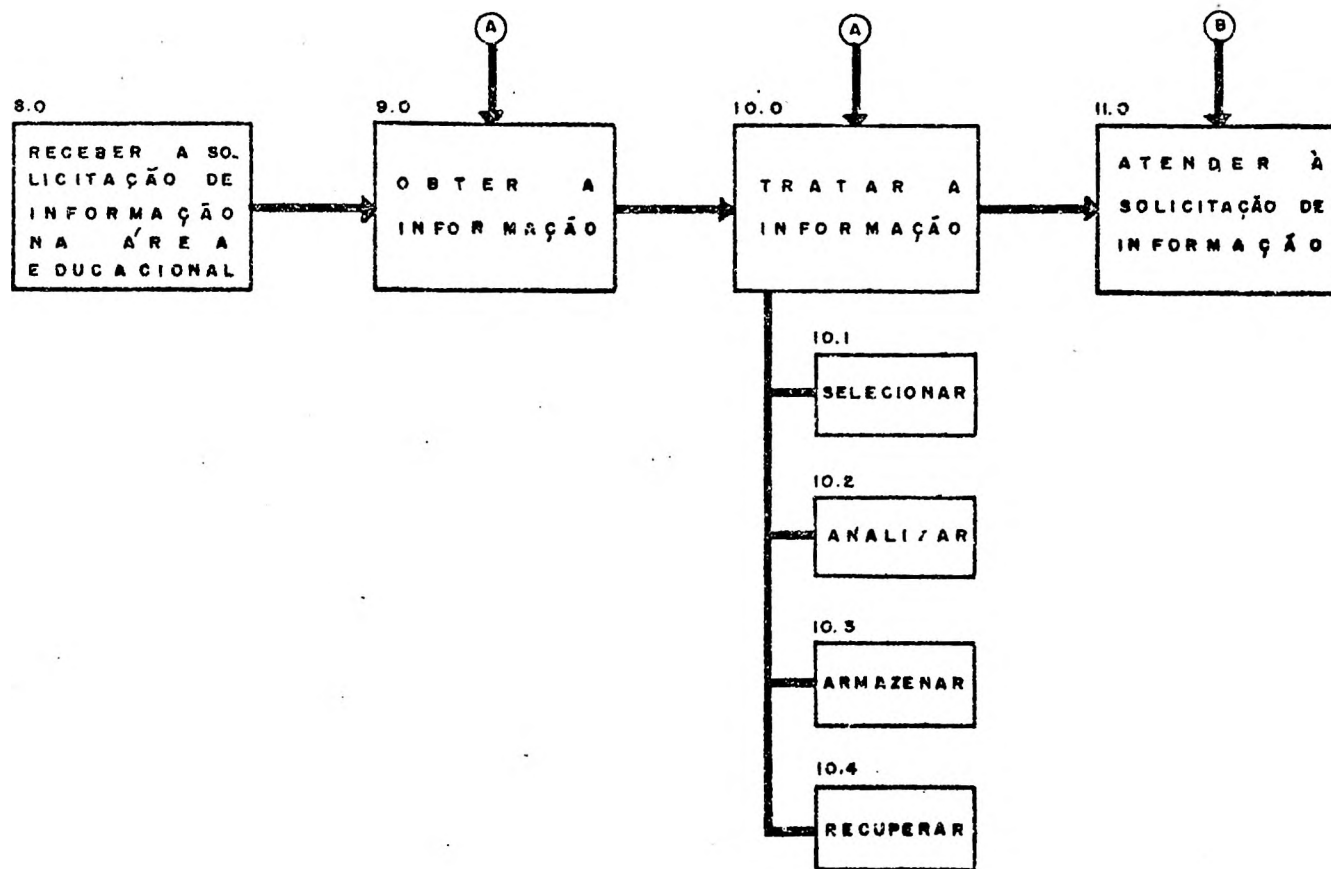 A
A
B
8.0
RECEBER A SO-
LICITAÇÃO DE
INFORMAÇÃO
NA ÁREA
EDUCACIONAL
9.0
OBTER A
INFORMAÇÃO
10.0
TRATAR A
INFORMAÇÃO
11.0
ATENDER À
SOLICITAÇÃO DE
INFORMAÇÃO
10.1
SELECIONAR
10.2
ANALIZAR
10.3
ARMAZENAR
10.4
RECUPERAR